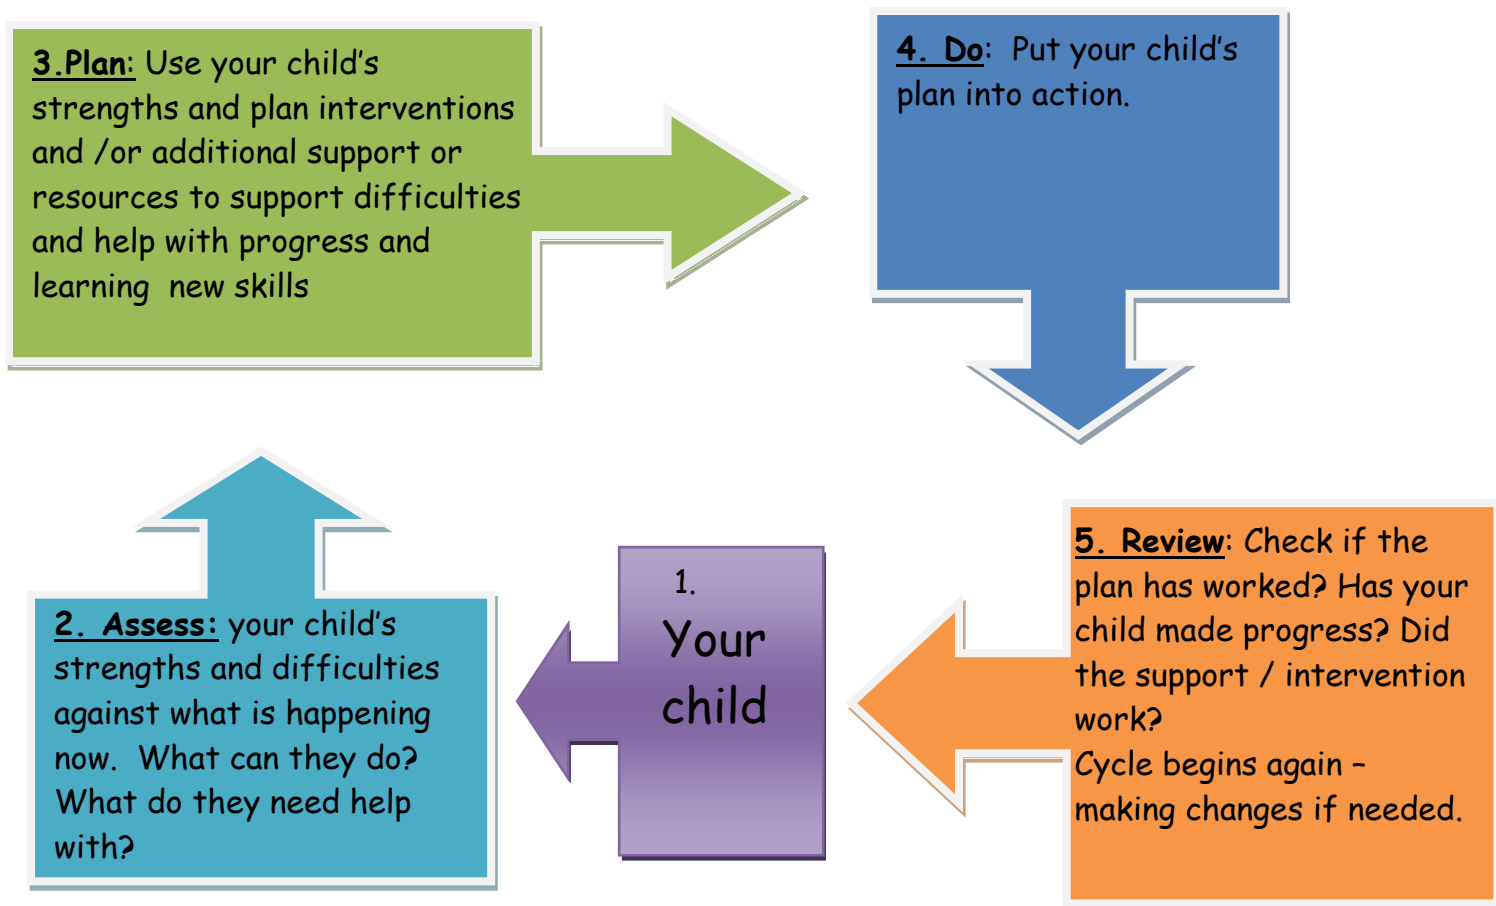 3.Plan: Use your child's
strengths and plan interventions
and /or additional support or
resources to support difficulties
and help with progress and
learning  new skills
4. Do:  Put your child's
plan into action.
2. Assess: your child's
strengths and difficulties
against what is happening
now.  What can they do?
What do they need help
with?
1.
Your
child
5. Review: Check if the
plan has worked? Has your
child made progress? Did
the support / intervention
work?
Cycle begins again –
making changes if needed.